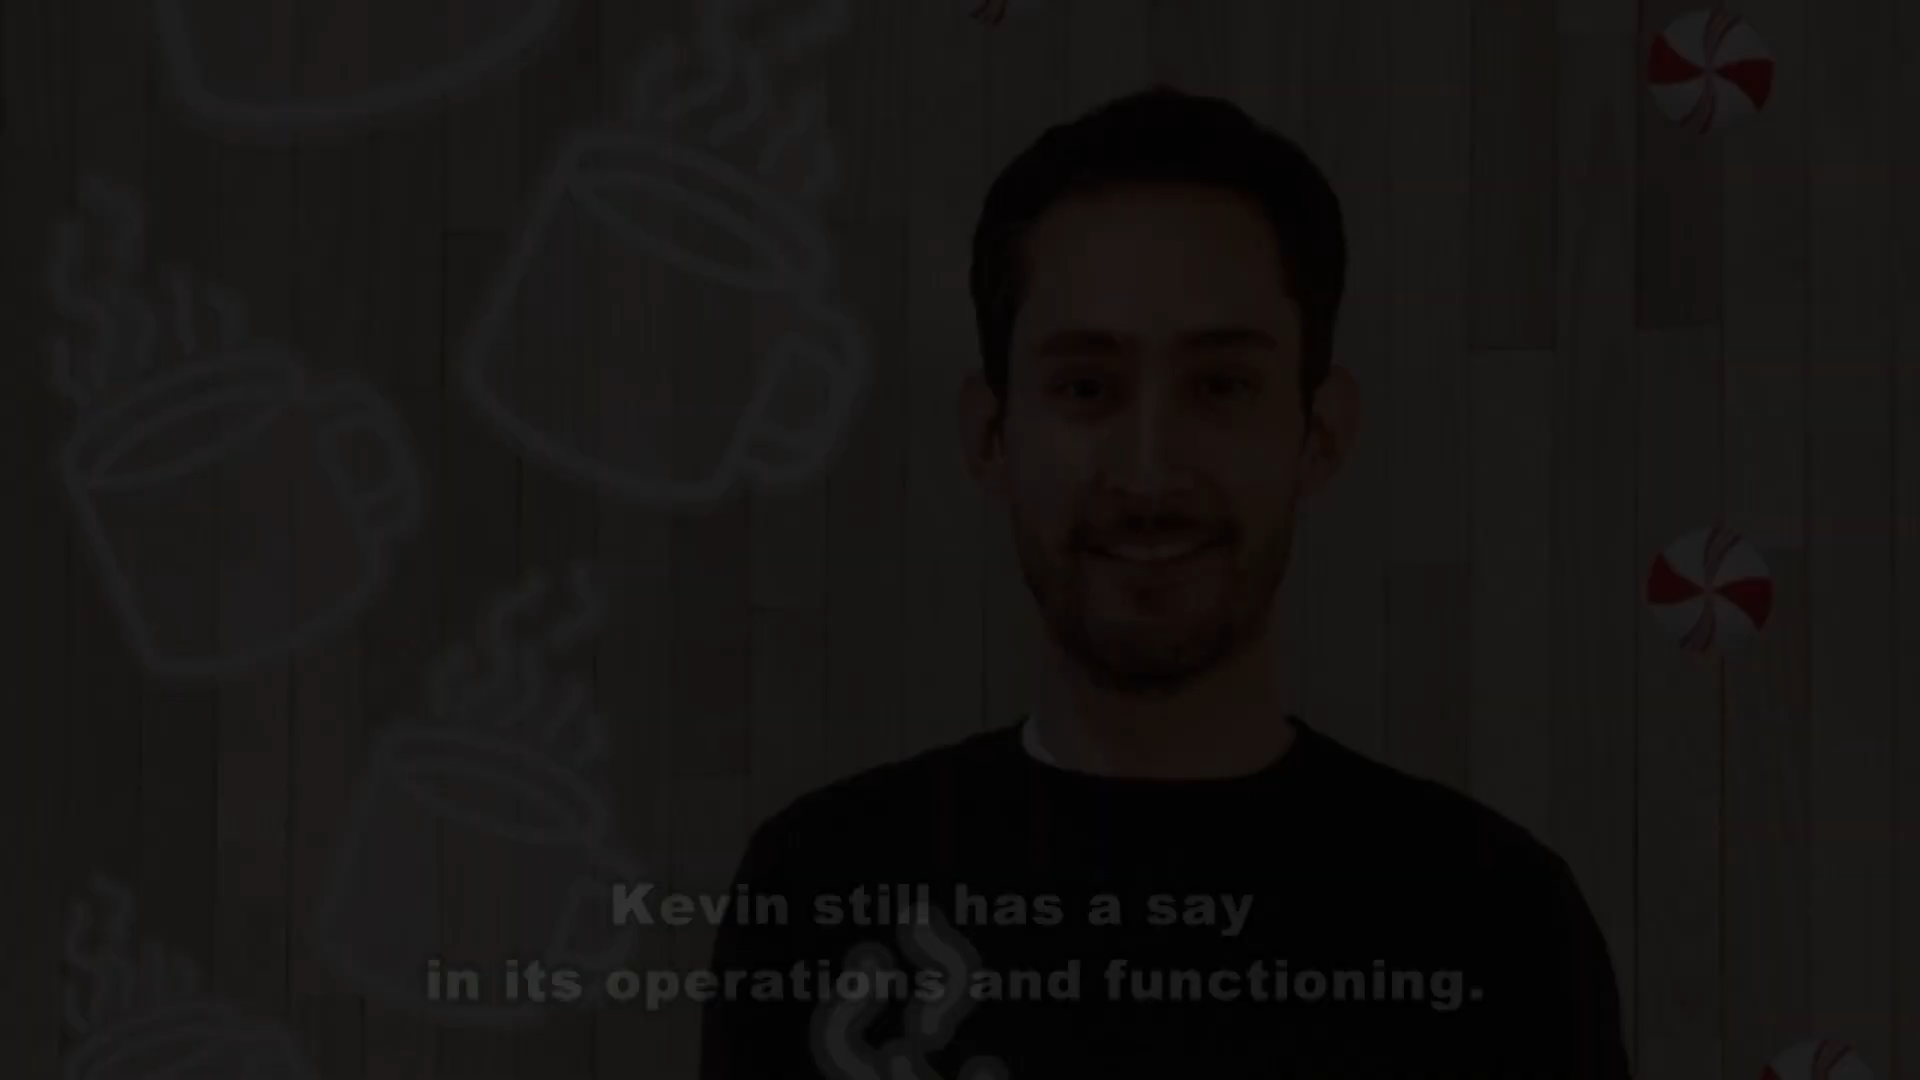 Kevin still has a say
in its operations and functioning.